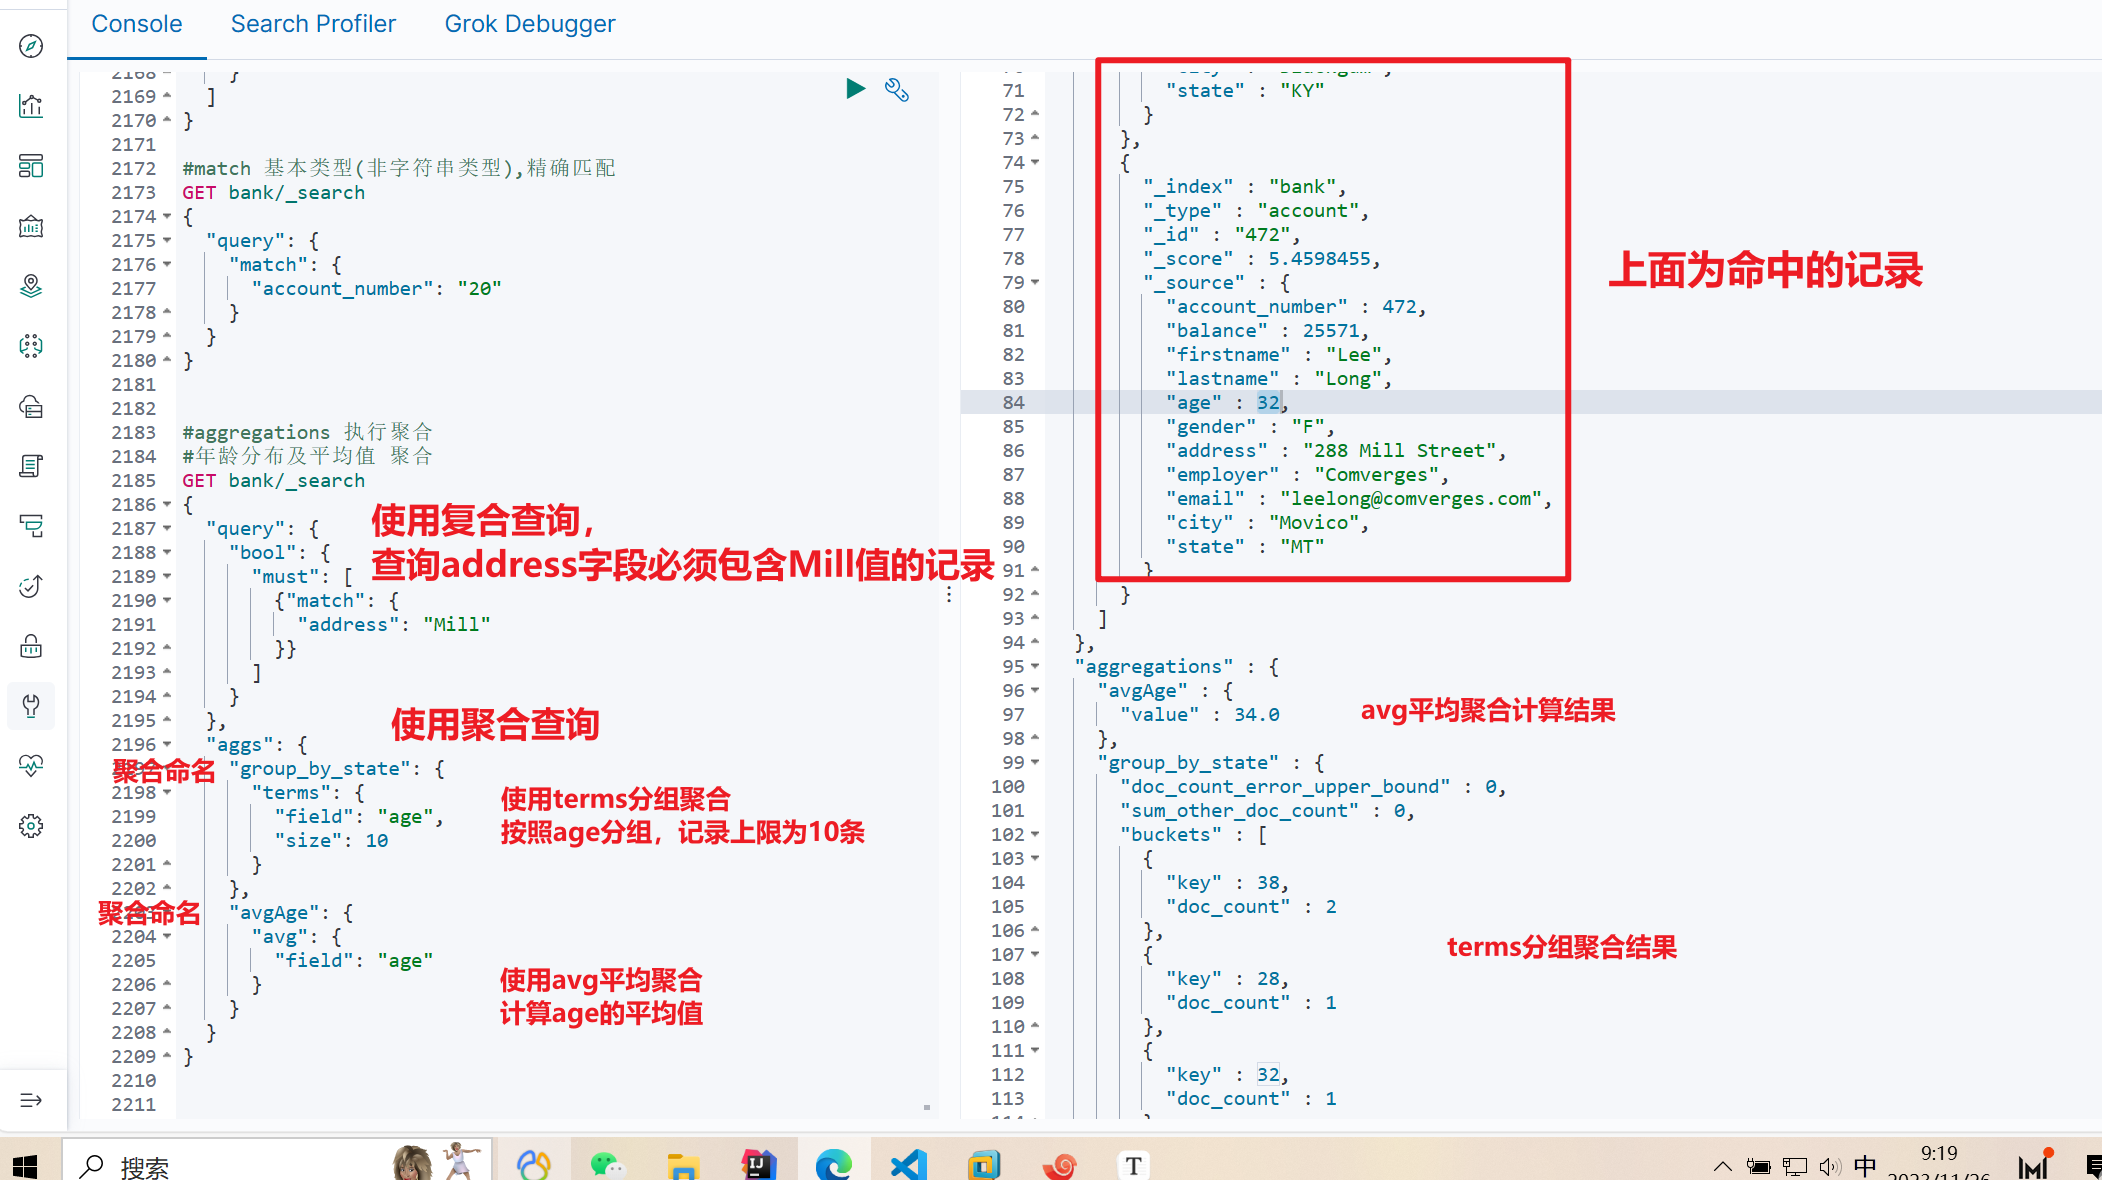 Console Search Profiler Grok Debugger
2168 }
2169 ]
2170 }
2171
2172 #match 基本类型(非字符串类型),精确匹配
2173 GET bank/_search
2174 {
2175 "query": {
2176 "match": {
2177 "account_number": "20"
2178 }
2179 }
2180 }
2181
2182
2183 #aggregations 执行聚合
2184 #年龄分布及平均值 聚合
2185 GET bank/_search
2186 {
2187 "query": {
2188 "bool": {
2189 "must": [
2190 {"match": {
2191 "address": "Mill"
2192 }}
2193 ]
2194 }
2195 },
2196 "aggs": {
"group_by_state": {
2198 "terms": {
2199 "field": "age",
2200 "size": 10
2201 }
2202 },
"avgAge": {
2204 "avg": {
2205 "field": "age"
2206 }
2207 }
2208 }
2209 }
2210
2211
使用复合查询，
查询address字段必须包含Mill值的记录
使用聚合查询
聚合命名
使用terms分组聚合
按照age分组，记录上限为10条
聚合命名
使用avg平均聚合
计算age的平均值
71 "state" : "KY"
72 }
73 },
74 {
75 "_index" : "bank",
76 "_type" : "account",
77 "_id" : "472",
78 "_score" : 5.4598455,
79 "_source" : {
80 "account_number" : 472,
81 "balance" : 25571,
82 "firstname" : "Lee",
83 "lastname" : "Long",
84 "age" : 32,
85 "gender" : "F",
86 "address" : "288 Mill Street",
87 "employer" : "Comverges",
88 "email" : "leelong@comverges.com",
89 "city" : "Movico",
90 "state" : "MT"
91 }
92 }
93 ]
94 },
95 "aggregations" : {
96 "avgAge" : {
97 "value" : 34.0
98 },
99 "group_by_state" : {
100 "doc_count_error_upper_bound" : 0,
101 "sum_other_doc_count" : 0,
102 "buckets" : [
103 {
104 "key" : 38,
105 "doc_count" : 2
106 },
107 {
108 "key" : 28,
109 "doc_count" : 1
110 },
111 {
112 "key" : 32,
113 "doc_count" : 1
上面为命中的记录
avg平均聚合计算结果
terms分组聚合结果
搜索
中
9:19
2023/11/26